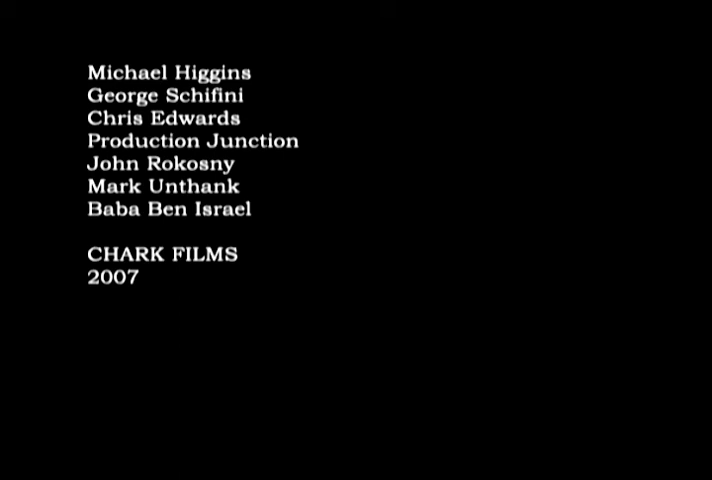 Michael Higgins
George Schifini
Chris Edwards
Production Junction
John Rokosny
Mark Unthank
Baba Ben Israel
CHARK FILMS
2007